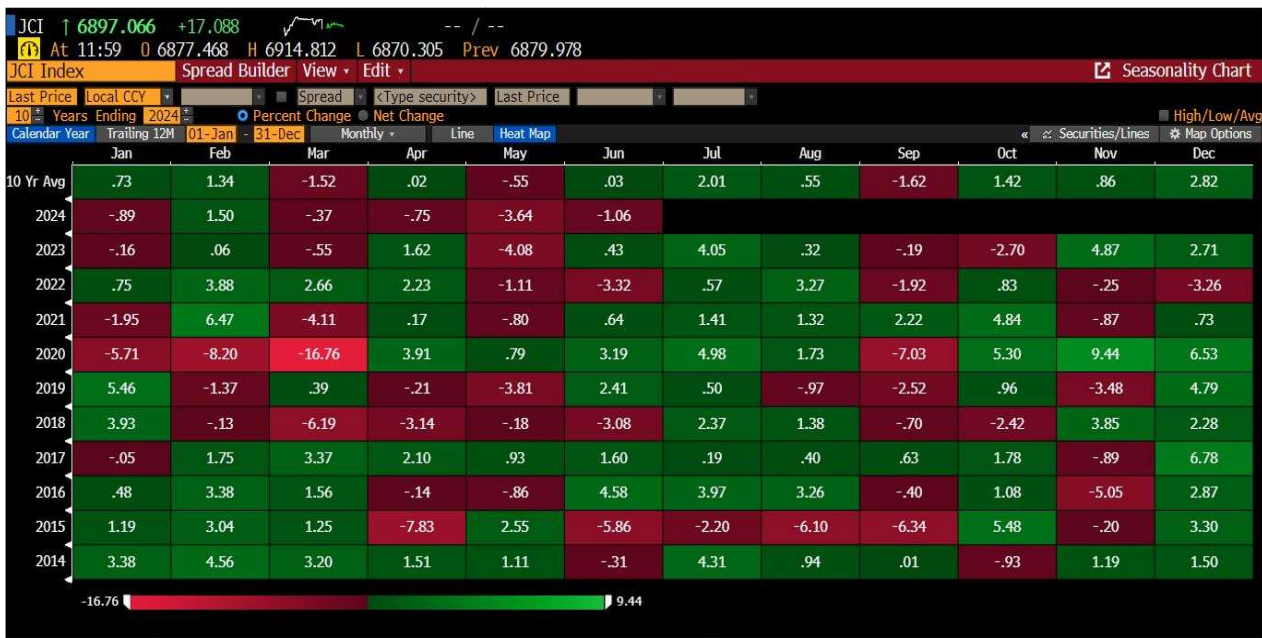 JCI ↑ 6897.066 +17.088 -- / --
At 11:59 O 6877.468 H 6914.812 L 6870.305 Prev 6879.978
JCI Index Spread Builder View Edit Seasonality Chart
Last Price Local CCY Spread <Type security> Last Price
10 Years Ending 2024 Percent Change Net Change High/Low/Avg
Calendar Year Trailing 12M 01-Jan - 31-Dec Monthly Line Heat Map « Securities/Lines Map Options
Jan Feb Mar Apr May Jun Jul Aug Sep Oct Nov Dec
10 Yr Avg .73 1.34 -1.52 .02 -.55 .03 2.01 .55 -1.62 1.42 .86 2.82
2024 -.89 1.50 -.37 -.75 -3.64 -1.06
2023 -.16 .06 -.55 1.62 -4.08 .43 4.05 .32 -.19 -2.70 4.87 2.71
2022 .75 3.88 2.66 2.23 -1.11 -3.32 .57 3.27 -1.92 .83 -.25 -3.26
2021 -1.95 6.47 -4.11 .17 -.80 .64 1.41 1.32 2.22 4.84 -.87 .73
2020 -5.71 -8.20 -16.76 3.91 .79 3.19 4.98 1.73 -7.03 5.30 9.44 6.53
2019 5.46 -1.37 .39 -.21 -3.81 2.41 .50 -.97 -2.52 .96 -3.48 4.79
2018 3.93 -.13 -6.19 -3.14 -.18 -3.08 2.37 1.38 -.70 -2.42 3.85 2.28
2017 -.05 1.75 3.37 2.10 .93 1.60 .19 .40 .63 1.78 -.89 6.78
2016 .48 3.38 1.56 -.14 -.86 4.58 3.97 3.26 -.40 1.08 -5.05 2.87
2015 1.19 3.04 1.25 -7.83 2.55 -5.86 -2.20 -6.10 -6.34 5.48 -.20 3.30
2014 3.38 4.56 3.20 1.51 1.11 -.31 4.31 .94 .01 -.93 1.19 1.50
-16.76 9.44